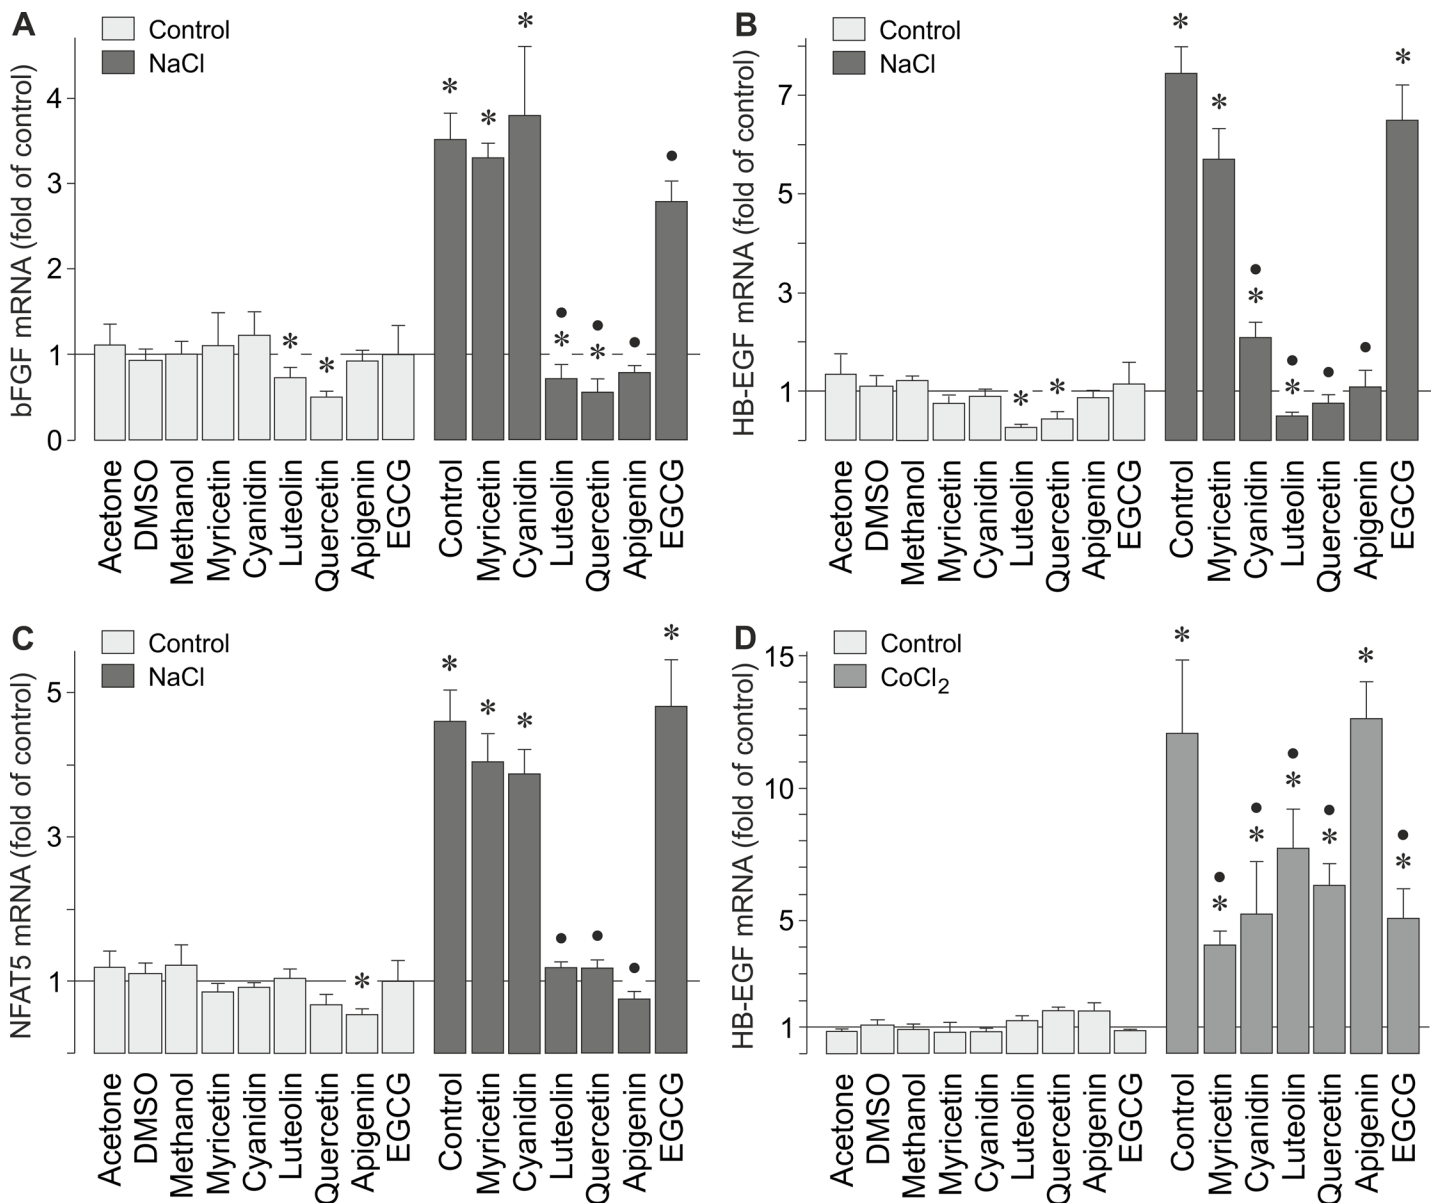 A
Control
NaCl
bFGF mRNA (fold of control)
4
3
2
1
0
* * * * * * *
● ● ● ●
Acetone
DMSO
Methanol
Myricetin
Cyanidin
Luteolin
Quercetin
Apigenin
EGCG
Control
Myricetin
Cyanidin
Luteolin
Quercetin
Apigenin
EGCG
B
Control
NaCl
HB-EGF mRNA (fold of control)
7
5
3
1
* * * * * * *
● ● ● ●
Acetone
DMSO
Methanol
Myricetin
Cyanidin
Luteolin
Quercetin
Apigenin
EGCG
Control
Myricetin
Cyanidin
Luteolin
Quercetin
Apigenin
EGCG
C
Control
NaCl
NFAT5 mRNA (fold of control)
5
3
1
* * * * *
● ● ●
Acetone
DMSO
Methanol
Myricetin
Cyanidin
Luteolin
Quercetin
Apigenin
EGCG
Control
Myricetin
Cyanidin
Luteolin
Quercetin
Apigenin
EGCG
D
Control
CoCl₂
HB-EGF mRNA (fold of control)
15
10
5
1
* * * * * * *
● ● ● ● ●
Acetone
DMSO
Methanol
Myricetin
Cyanidin
Luteolin
Quercetin
Apigenin
EGCG
Control
Myricetin
Cyanidin
Luteolin
Quercetin
Apigenin
EGCG